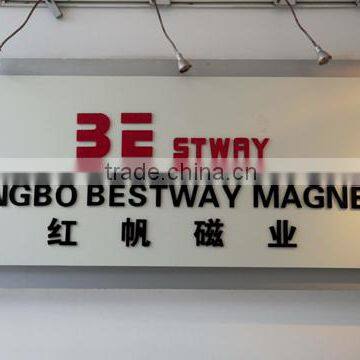 BE STWAY
trade.china.cn
NGBO BESTWAY MAGNE
红帆磁业